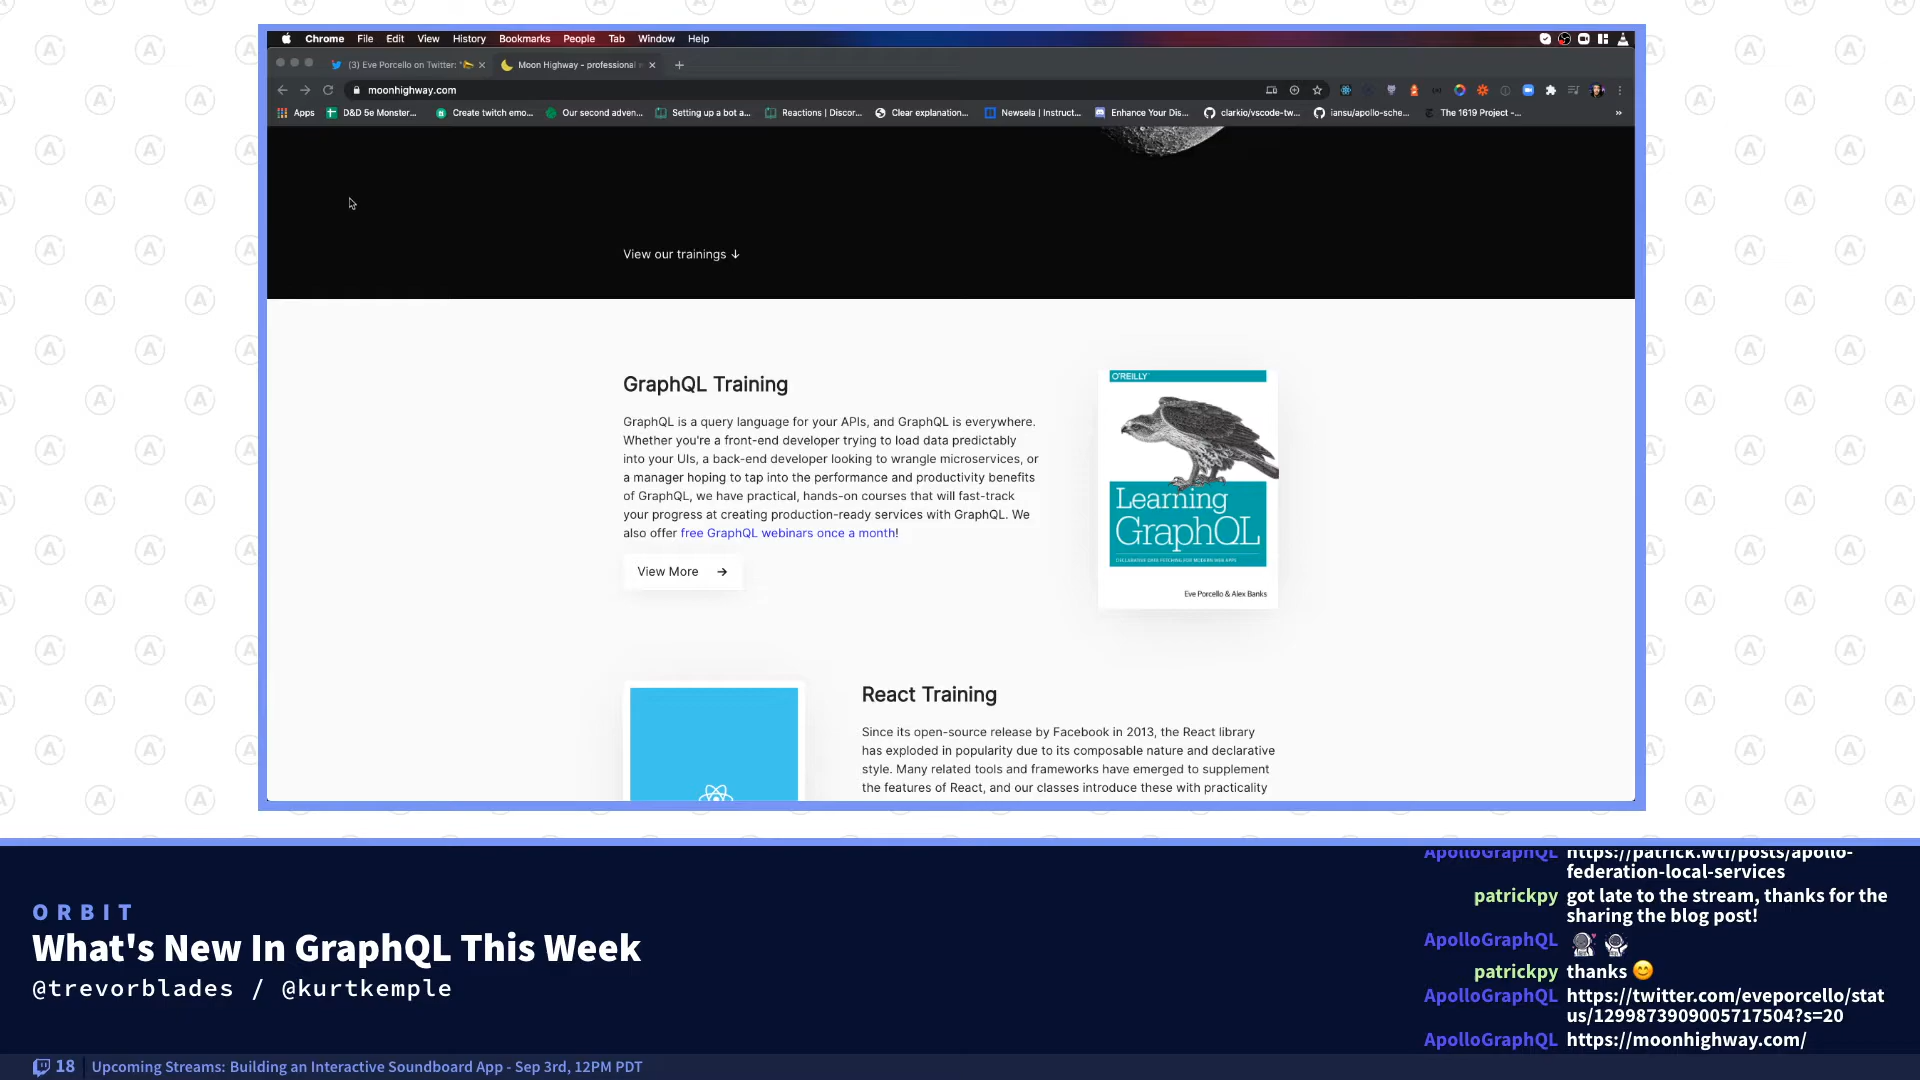 Chrome File Edit View History Bookmarks People Tab Window Help
(3) Eve Porcello on Twitter: "
Moon Highway - professional
moonhighway.com
Apps D&D 5e Monster... Create twitch emo... Our second adven... Setting up a bot a... Reactions | Discor... Clear explanation... Newsela | Instruct... Enhance Your Dis... clarkio/vscode-tw... iansu/apollo-sche... The 1619 Project -... »
View our trainings ↓
GraphQL Training
GraphQL is a query language for your APIs, and GraphQL is everywhere.
Whether you're a front-end developer trying to load data predictably
into your UIs, a back-end developer looking to wrangle microservices, or
a manager hoping to tap into the performance and productivity benefits
of GraphQL, we have practical, hands-on courses that will fast-track
your progress at creating production-ready services with GraphQL. We
also offer free GraphQL webinars once a month!
View More →
O'REILLY
Learning
GraphQL
Eve Porcello & Alex Banks
React Training
Since its open-source release by Facebook in 2013, the React library
has exploded in popularity due to its composable nature and declarative
style. Many related tools and frameworks have emerged to supplement
the features of React, and our classes introduce these with practicality
ORBIT
What's New In GraphQL This Week
@trevorblades / @kurtkemple
ApolloGraphQL https://patrick.wtf/posts/apollo-
federation-local-services
patrickpy got late to the stream, thanks for the
sharing the blog post!
ApolloGraphQL
patrickpy thanks 😊
ApolloGraphQL https://twitter.com/eveporcello/stat
us/1299873909005717504?s=20
ApolloGraphQL https://moonhighway.com/
18 Upcoming Streams: Building an Interactive Soundboard App - Sep 3rd, 12PM PDT